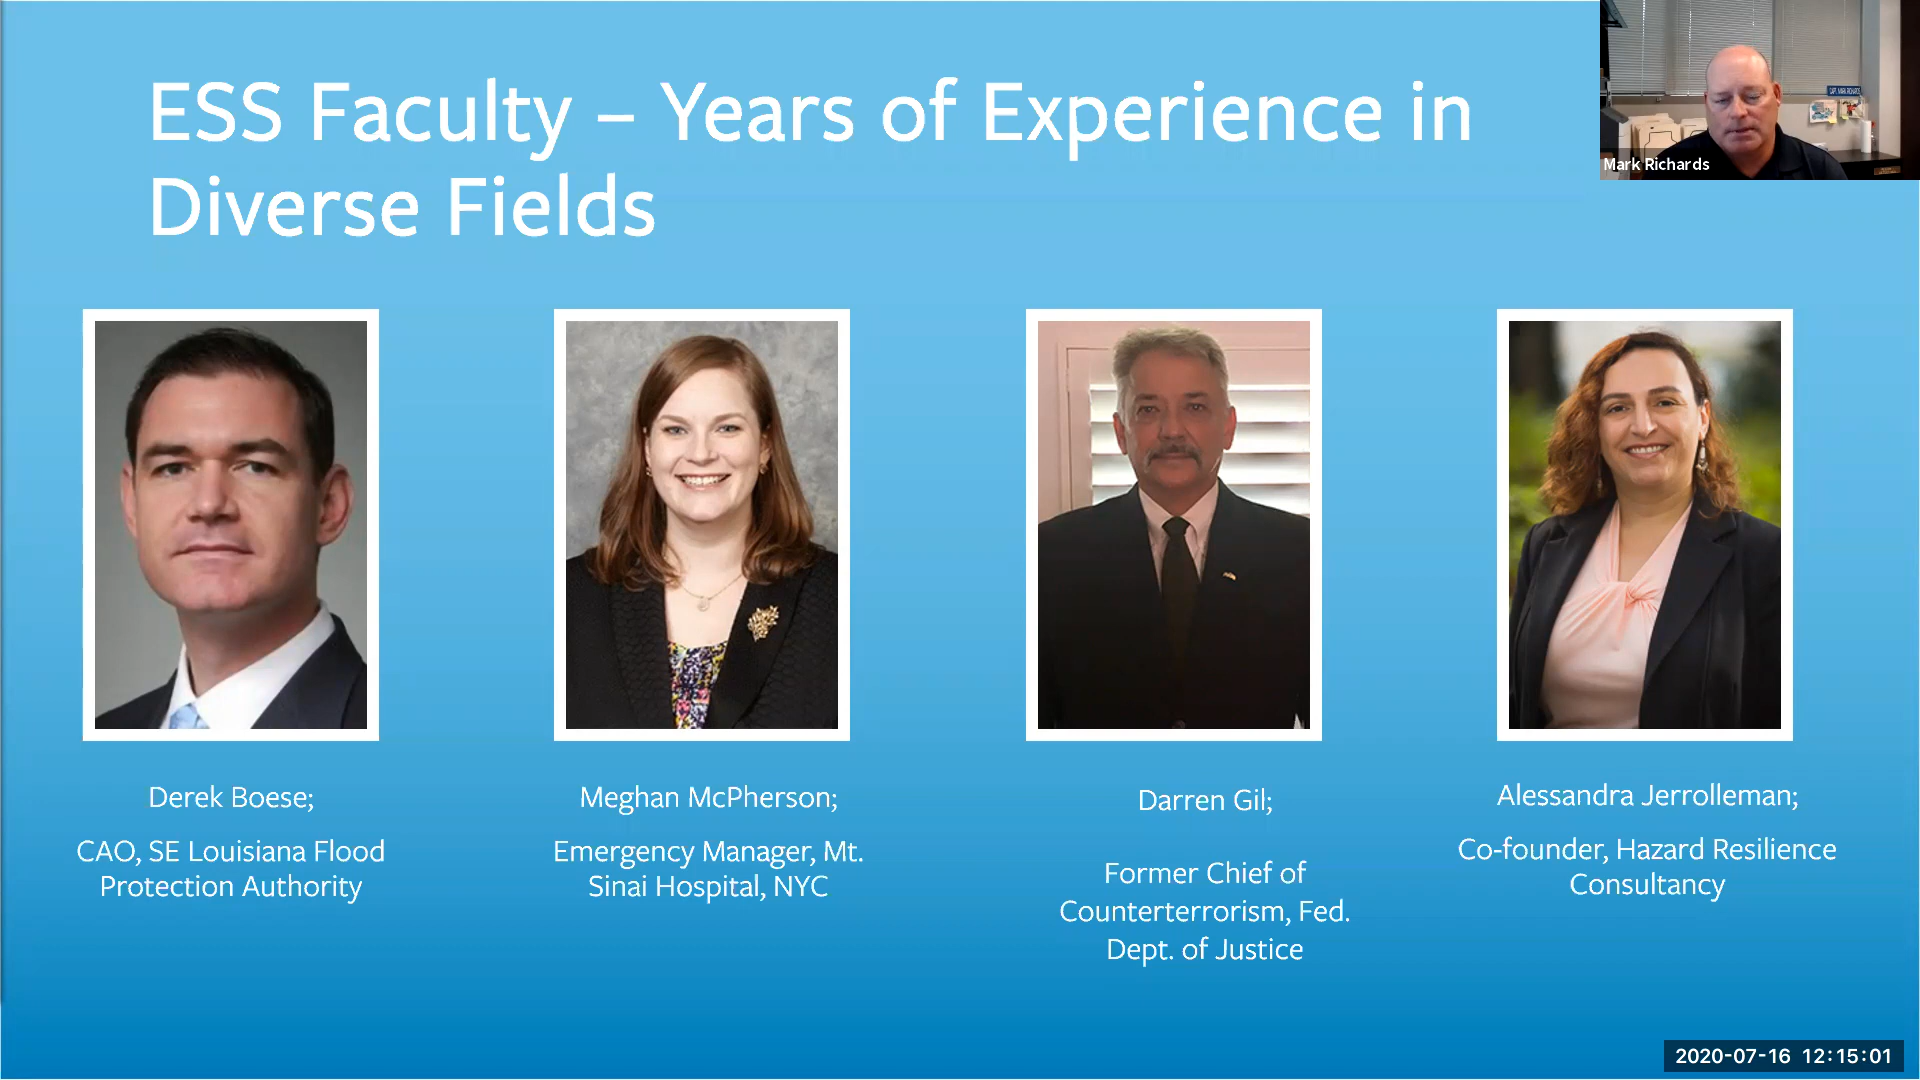 ESS Faculty – Years of Experience in
Diverse Fields
Mark Richards
Derek Boese;
CAO, SE Louisiana Flood
Protection Authority
Meghan McPherson;
Emergency Manager, Mt.
Sinai Hospital, NYC
Darren Gil;
Former Chief of
Counterterrorism, Fed.
Dept. of Justice
Alessandra Jerrolleman;
Co-founder, Hazard Resilience
Consultancy
2020-07-16 12:15:01